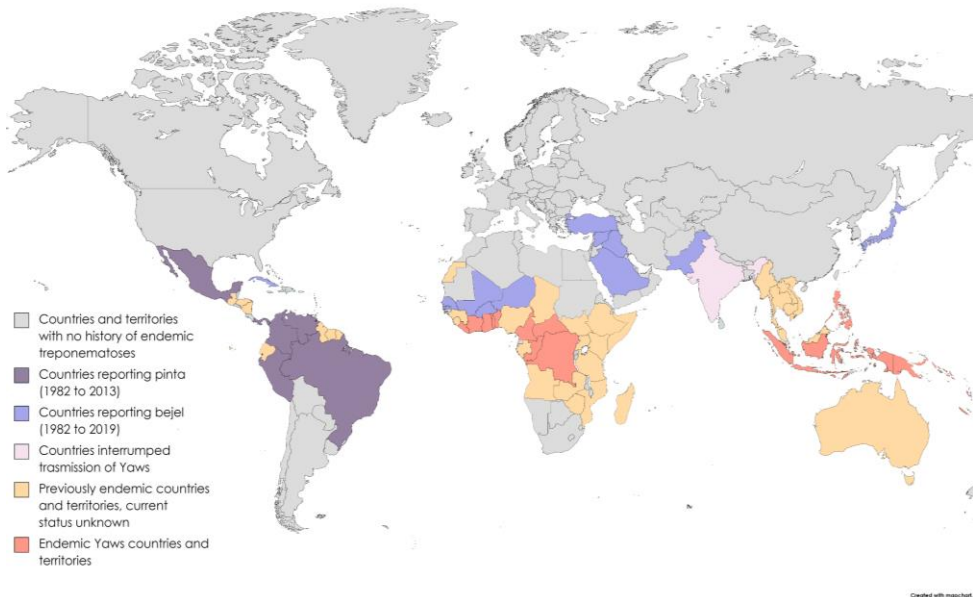 Countries and territories
with no history of endemic
treponematoses
Countries reporting pinta
(1982 to 2013)
Countries reporting bejel
(1982 to 2019)
Countries interrumped
trasmission of Yaws
Previously endemic countries
and territories, current
status unknown
Endemic Yaws countries and
territories
Created with mapchart